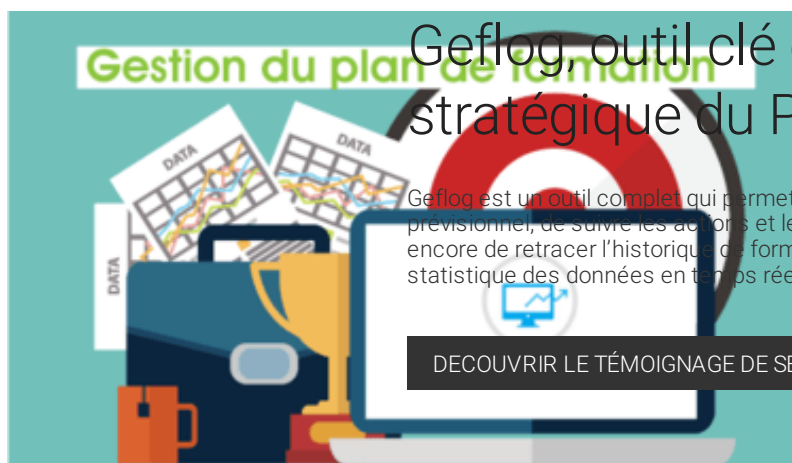 Gestion du plan de formation
Geflog, outil clé
stratégique du P
DATA
DATA
DATA
Geflog est un outil complet qui permet
prévisionnel, de suivre les actions et le
encore de retracer l'historique de form
statistique des données en temps rée
DECOUVRIR LE TÉMOIGNAGE DE SE